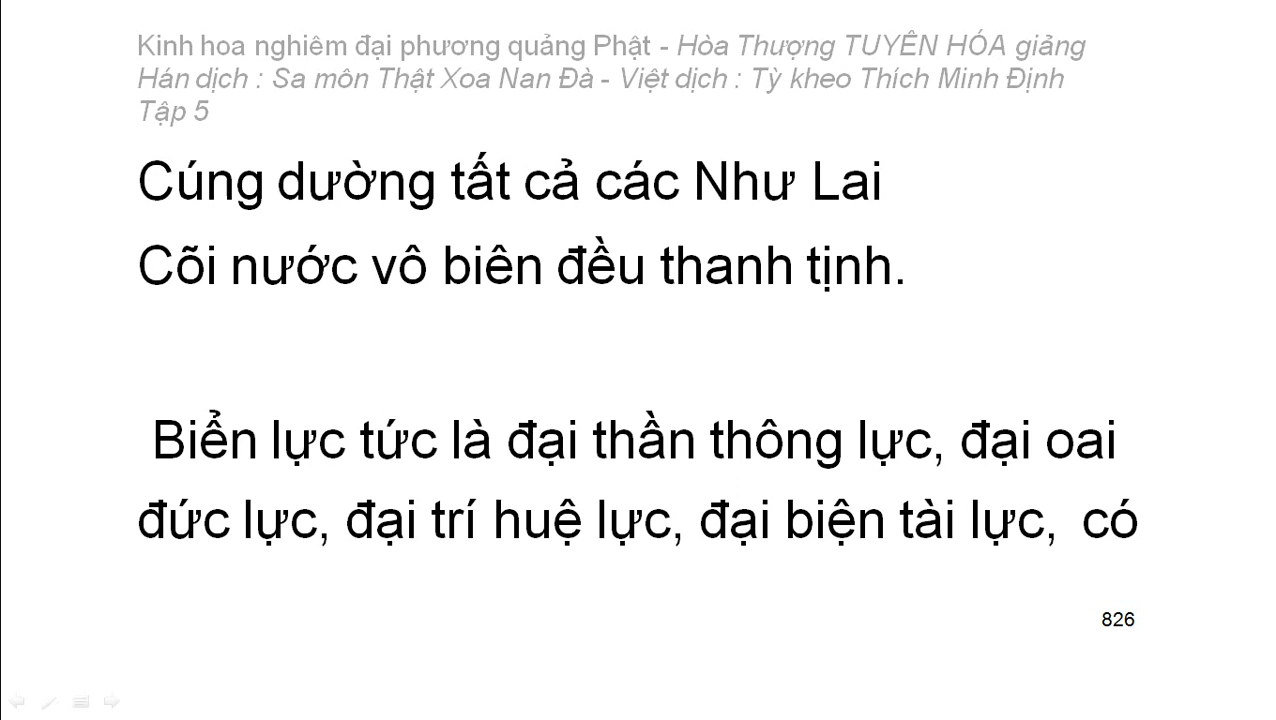 Kinh hoa nghiêm đại phương quảng Phật - Hòa Thượng TUYÊN HÓA giảng
Hán dịch : Sa môn Thật Xoa Nan Đà - Việt dịch : Tỳ kheo Thích Minh Định
Tập 5
Cúng dường tất cả các Như Lai
Cõi nước vô biên đều thanh tịnh.
Biển lực tức là đại thần thông lực, đại oai
đức lực, đại trí huệ lực, đại biện tài lực, có
826